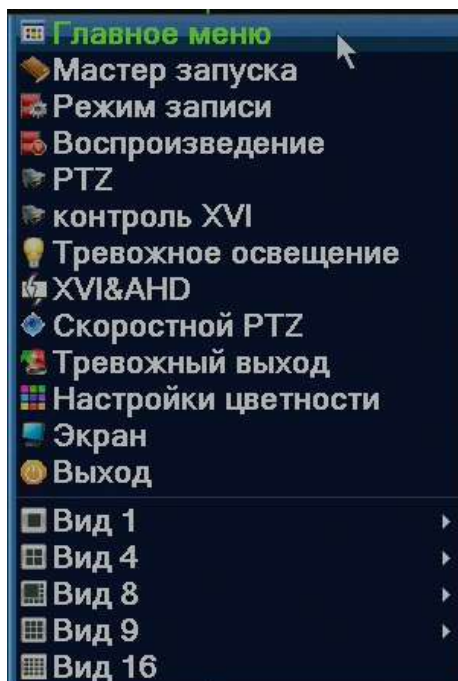 Главное меню
Мастер запуска
Режим записи
Воспроизведение
PTZ
контроль XVI
Тревожное освещение
XVI&AHD
Скоростной PTZ
Тревожный выход
Настройки цветности
Экран
Выход
Вид 1
Вид 4
Вид 8
Вид 9
Вид 16